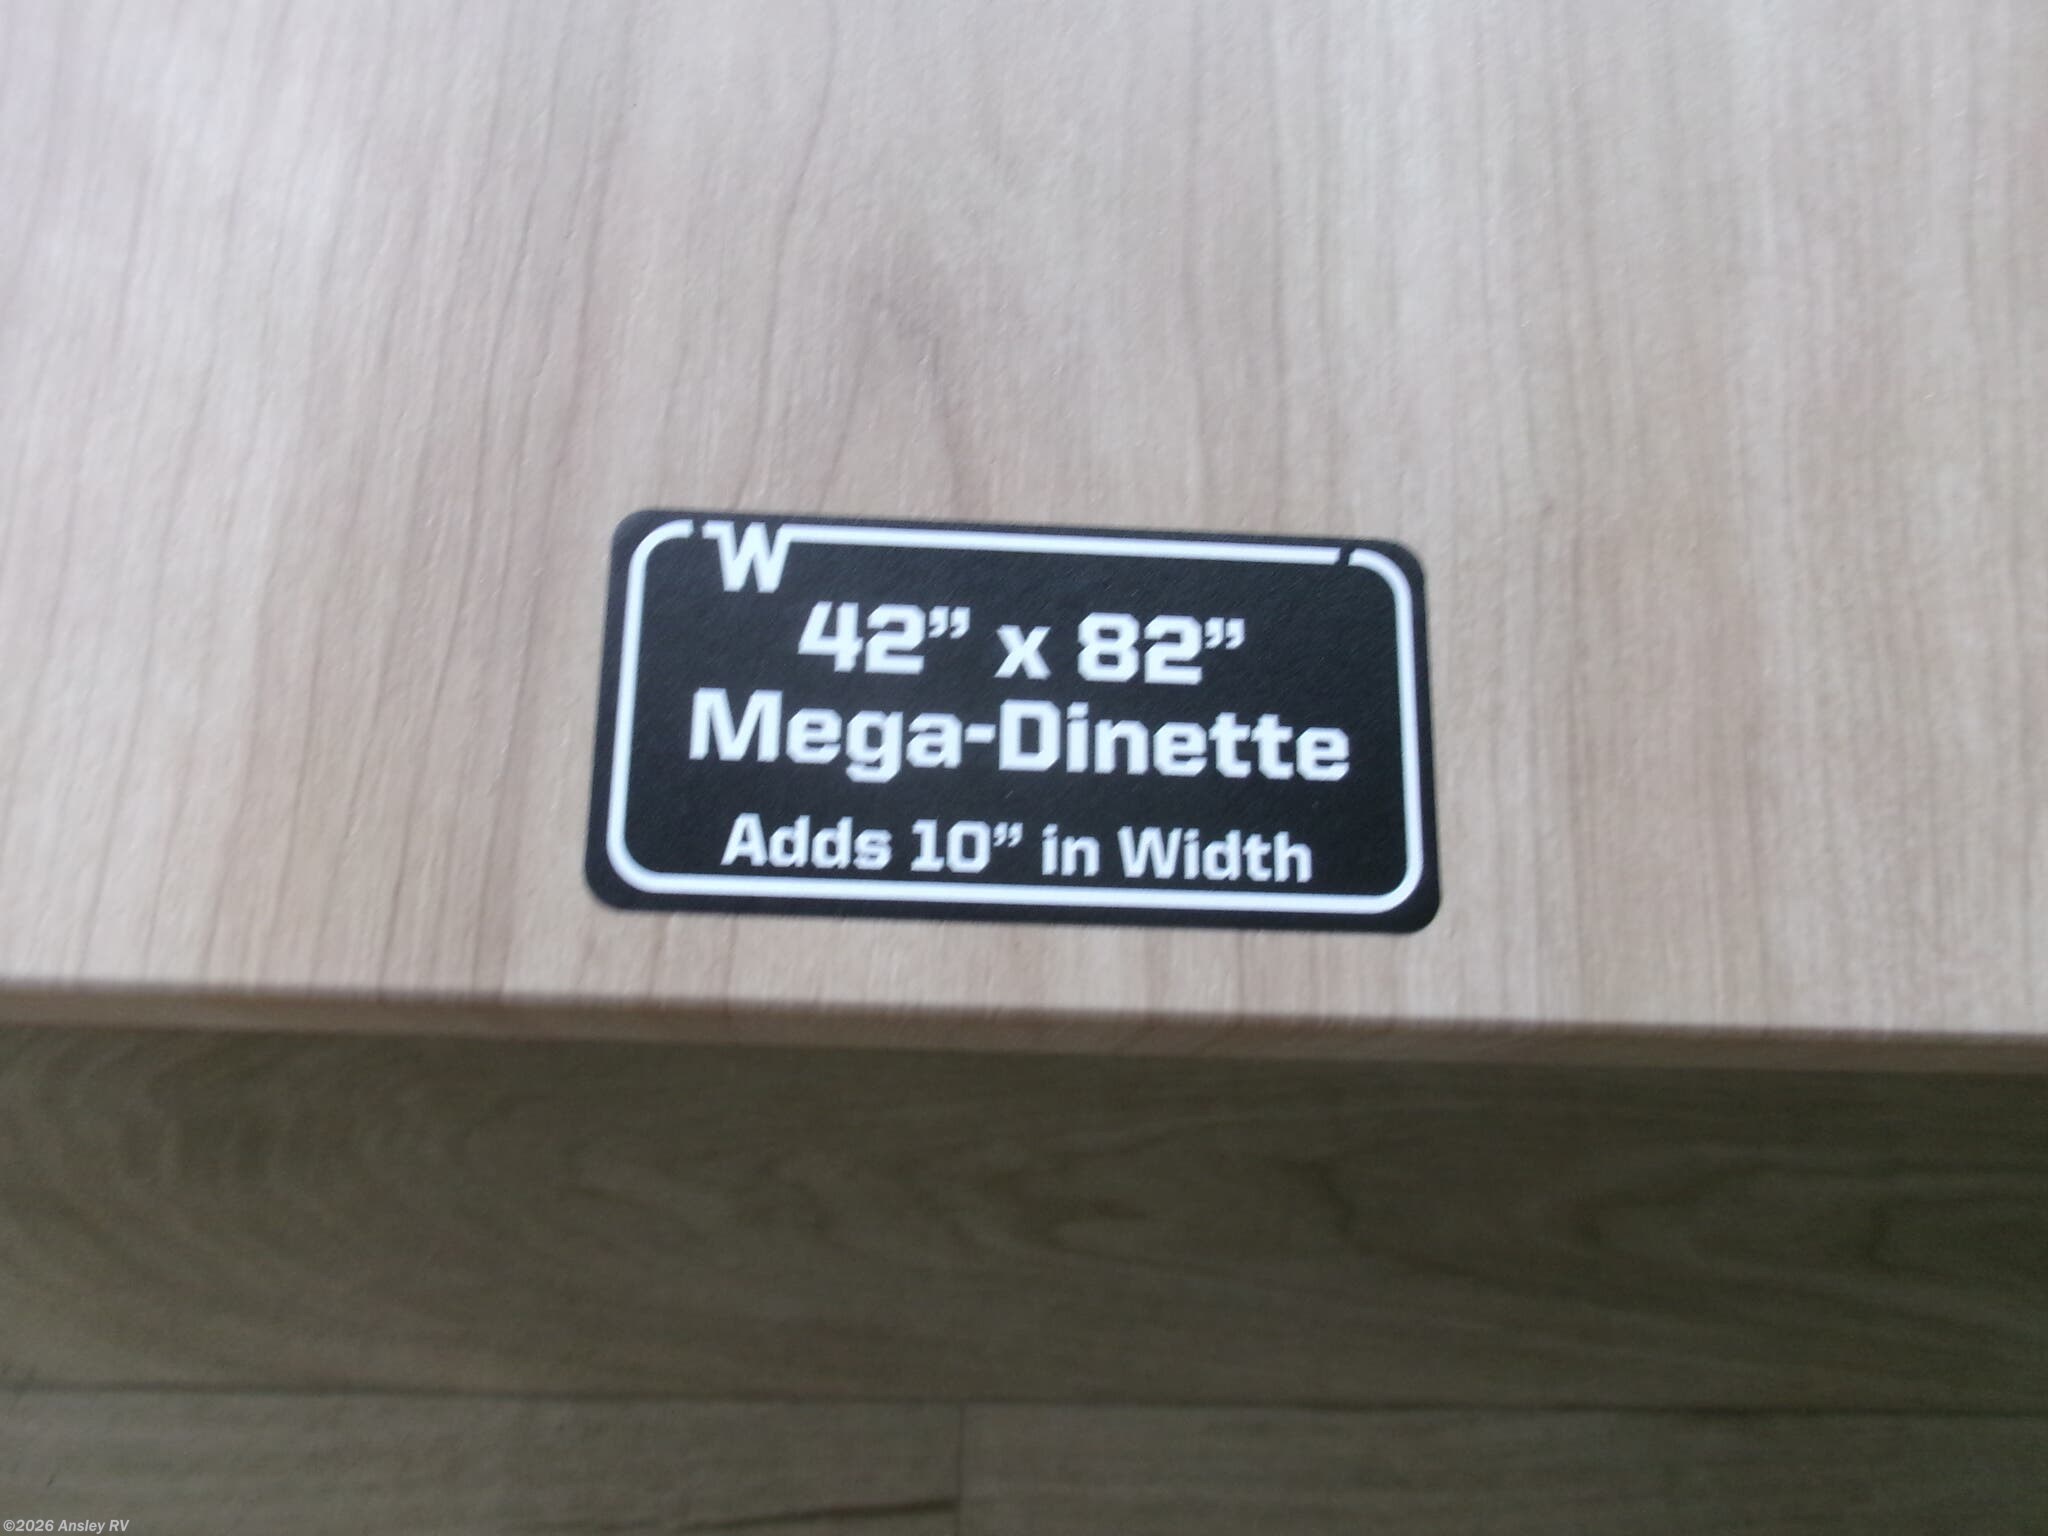 W
42” x 82”
Mega-Dinette
Adds 10” in Width
©2026 Ansley RV